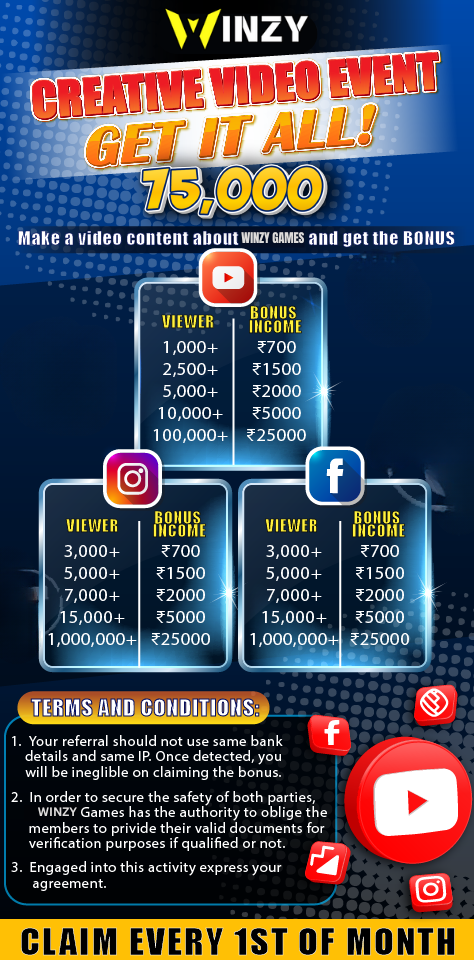 WINZY
CREATIVE VIDEO EVENT
GET IT ALL!
75,000
Make a video content about WINZY GAMES and get the BONUS
VIEWER BONUS INCOME
1,000+ ₹700
2,500+ ₹1500
5,000+ ₹2000
10,000+ ₹5000
100,000+ ₹25000
VIEWER BONUS INCOME
3,000+ ₹700
5,000+ ₹1500
7,000+ ₹2000
15,000+ ₹5000
1,000,000+ ₹25000
VIEWER BONUS INCOME
3,000+ ₹700
5,000+ ₹1500
7,000+ ₹2000
15,000+ ₹5000
1,000,000+ ₹25000
TERMS AND CONDITIONS:
1. Your referral should not use same bank
details and same IP. Once detected, you
will be ineglible on claiming the bonus.
2. In order to secure the safety of both parties,
WINZY Games has the authority to oblige the
members to privide their valid documents for
verification purposes if qualified or not.
3. Engaged into this activity express your
agreement.
CLAIM EVERY 1ST OF MONTH